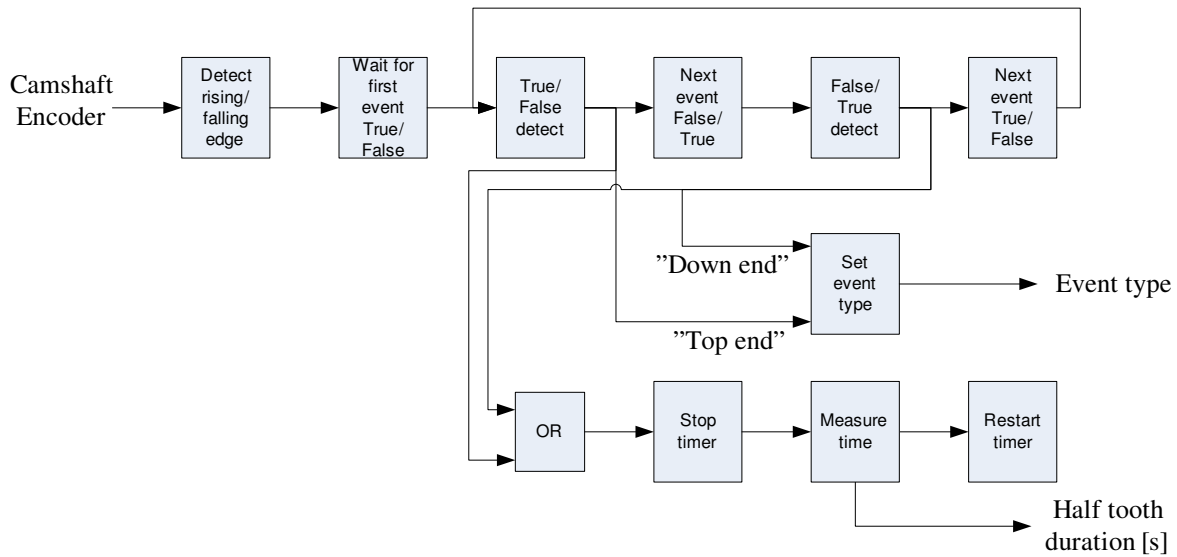 Camshaft
Encoder
Detect
rising/
falling
edge
Wait for
first
event
True/
False
True/
False
detect
Next
event
False/
True
False/
True
detect
Next
event
True/
False
”Down end”
Set
event
type
Event type
”Top end”
OR
Stop
timer
Measure
time
Restart
timer
Half tooth
duration [s]